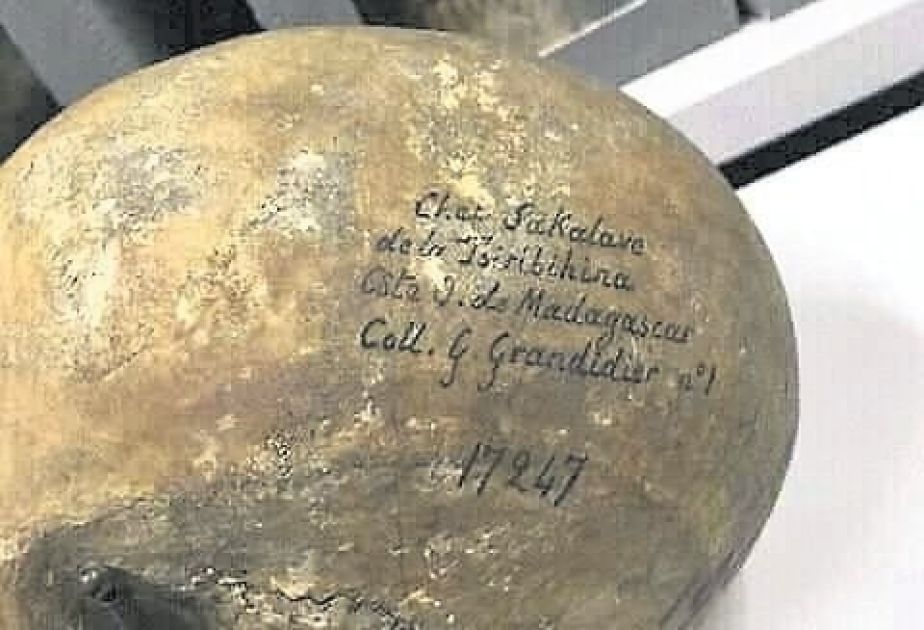 Chef Sakalave
de la Tsiribihina
Côte O. de Madagascar
Coll. G Grandidier n°1
17247